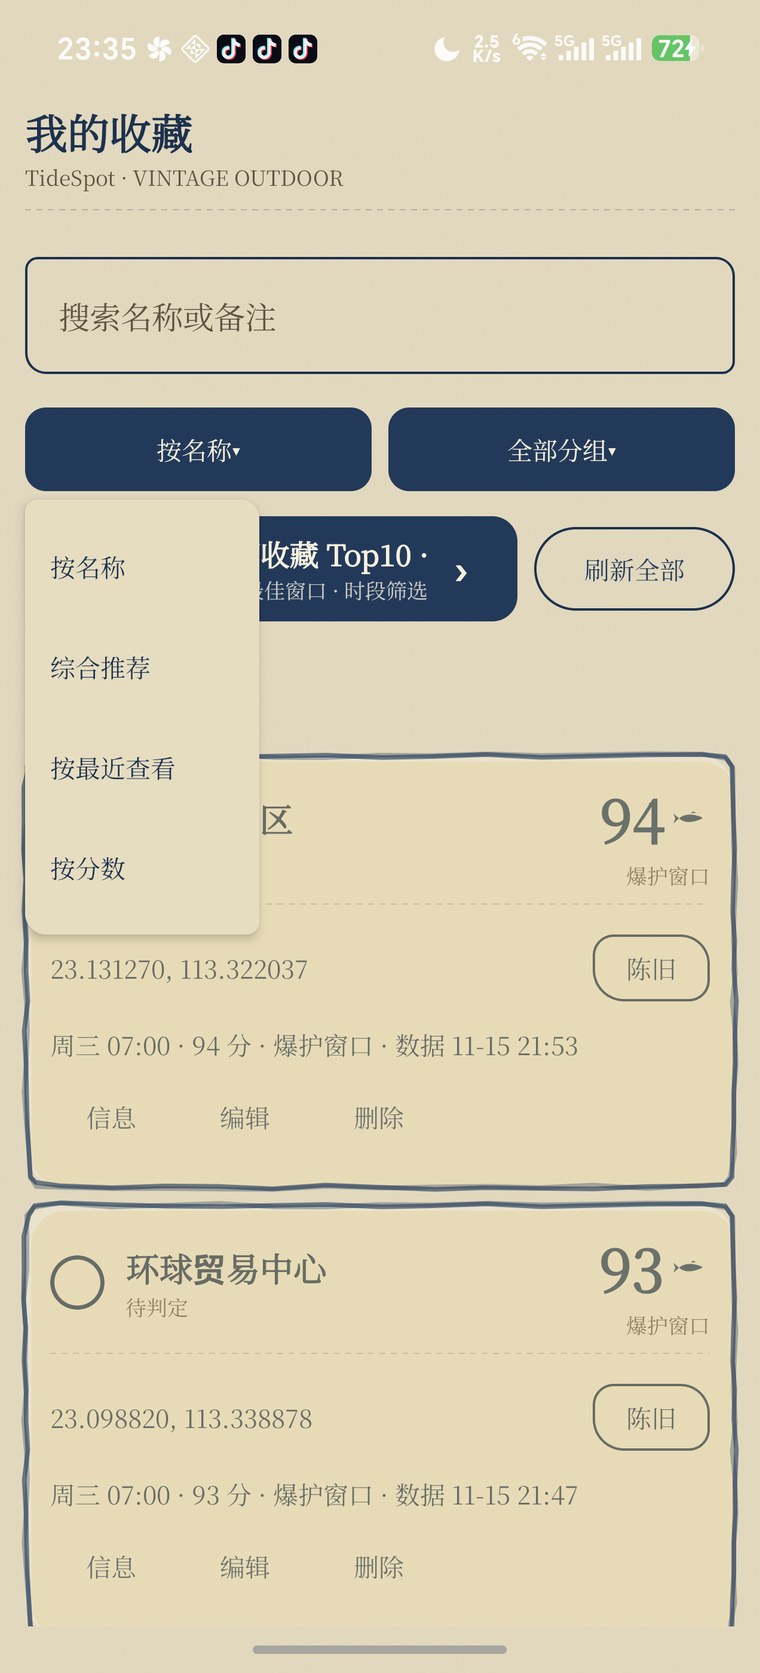 23:35
2.5 K/s
6
5G
5G
72
我的收藏
TideSpot · VINTAGE OUTDOOR
搜索名称或备注
按名称▾
全部分组▾
按名称
综合推荐
按最近查看
按分数
收藏 Top10 ·
佳窗口 · 时段筛选
›
刷新全部
区
94
爆护窗口
23.131270, 113.322037
陈旧
周三 07:00 · 94 分 · 爆护窗口 · 数据 11-15 21:53
信息
编辑
删除
环球贸易中心
待判定
93
爆护窗口
23.098820, 113.338878
陈旧
周三 07:00 · 93 分 · 爆护窗口 · 数据 11-15 21:47
信息
编辑
删除